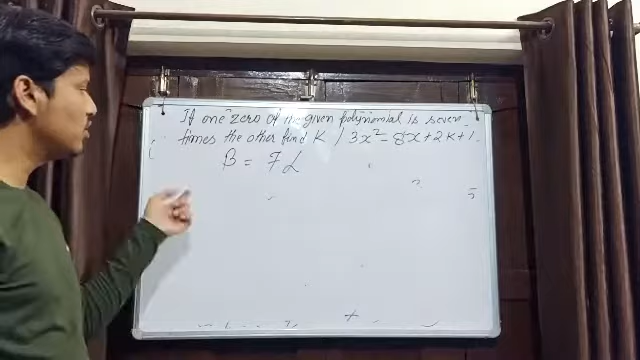 If one zero of the given polynomial is seven
times the other find K / 3x² - 8x + 2K + 1.
β = 7α